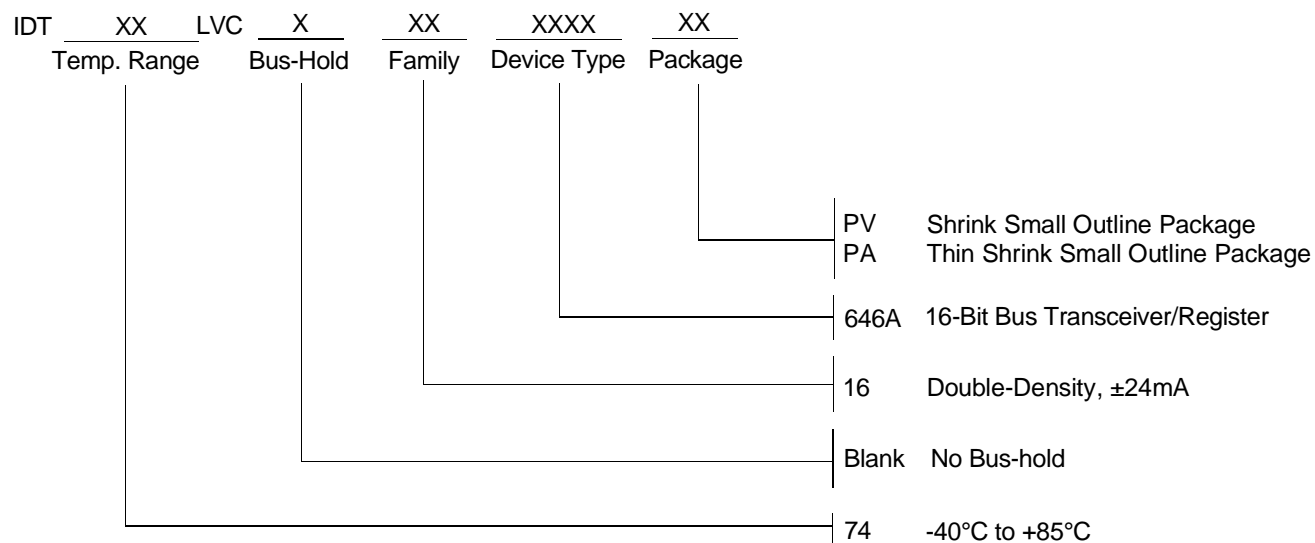 IDT XX LVC X XX XXXX XX
Temp. Range Bus-Hold Family Device Type Package
PV Shrink Small Outline Package
PA Thin Shrink Small Outline Package
646A 16-Bit Bus Transceiver/Register
16 Double-Density, ±24mA
Blank No Bus-hold
74 -40°C to +85°C